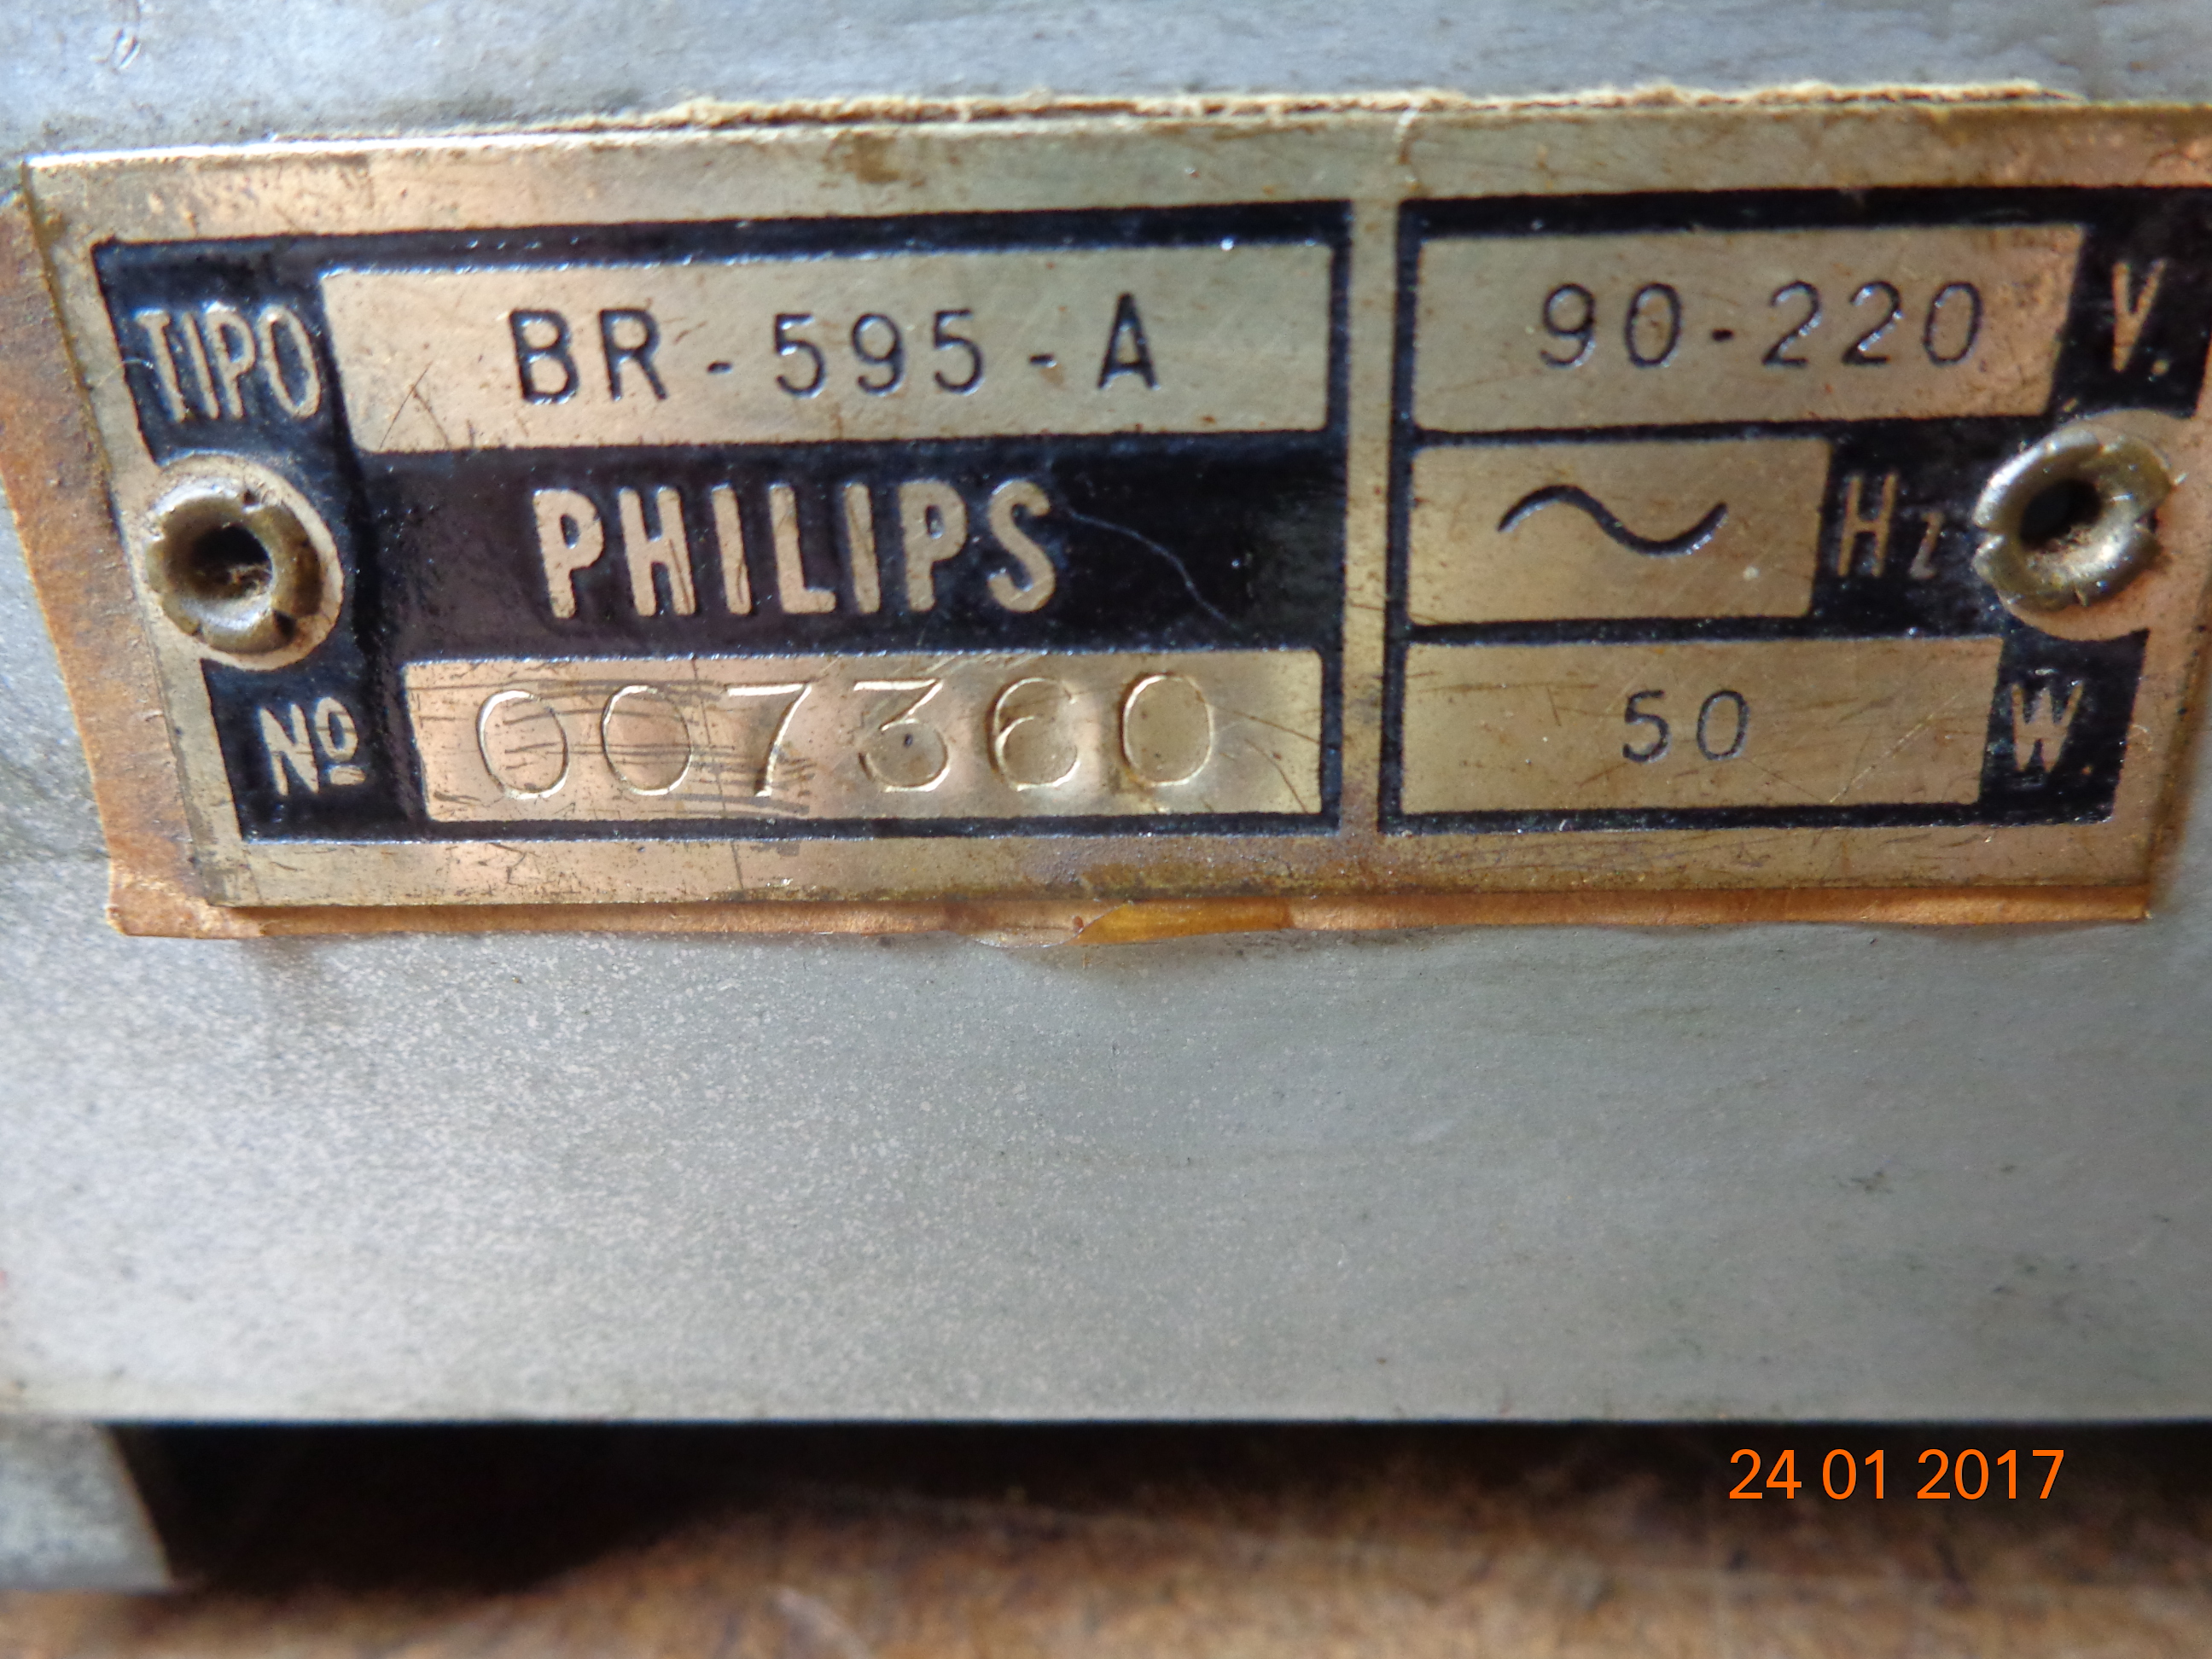 TIPO BR-595-A
PHILIPS
Nº 007360
90-220 V.
~ Hz
50 W.
24 01 2017